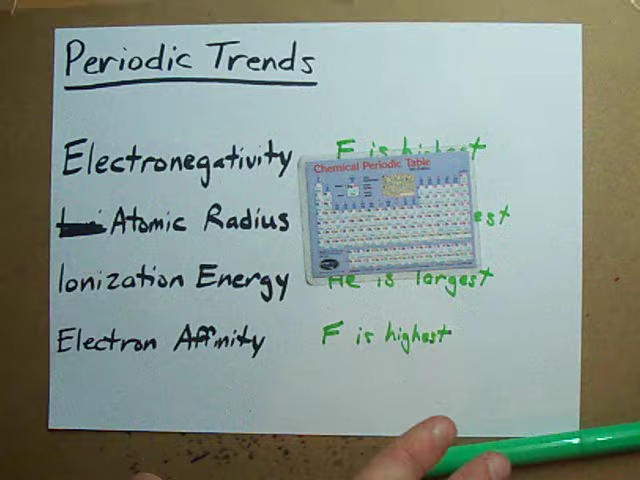 Periodic Trends
Electronegativity F is highest
Chemical Periodic Table
Atomic Radius est
Ionization Energy He is largest
Electron Affinity F is highest